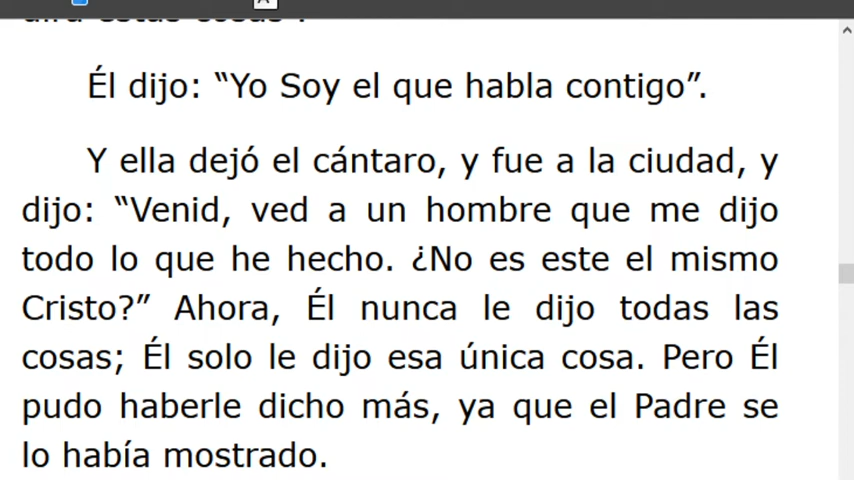 dirá estas cosas”.
Él dijo: “Yo Soy el que habla contigo”.
Y ella dejó el cántaro, y fue a la ciudad, y
dijo: “Venid, ved a un hombre que me dijo
todo lo que he hecho. ¿No es este el mismo
Cristo?” Ahora, Él nunca le dijo todas las
cosas; Él solo le dijo esa única cosa. Pero Él
pudo haberle dicho más, ya que el Padre se
lo había mostrado.